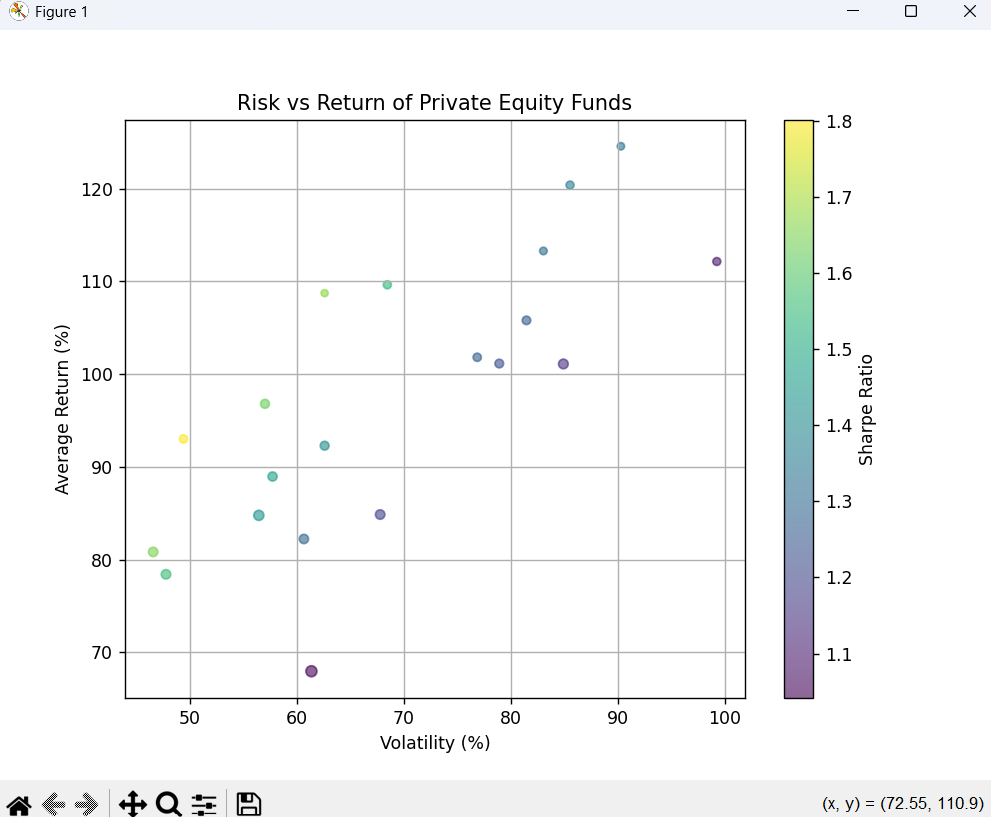 Figure 1
Risk vs Return of Private Equity Funds
Average Return (%)
120
110
100
90
80
70
50 60 70 80 90 100
Volatility (%)
1.8
1.7
1.6
1.5
1.4
1.3
1.2
1.1
Sharpe Ratio
(x, y) = (72.55, 110.9)